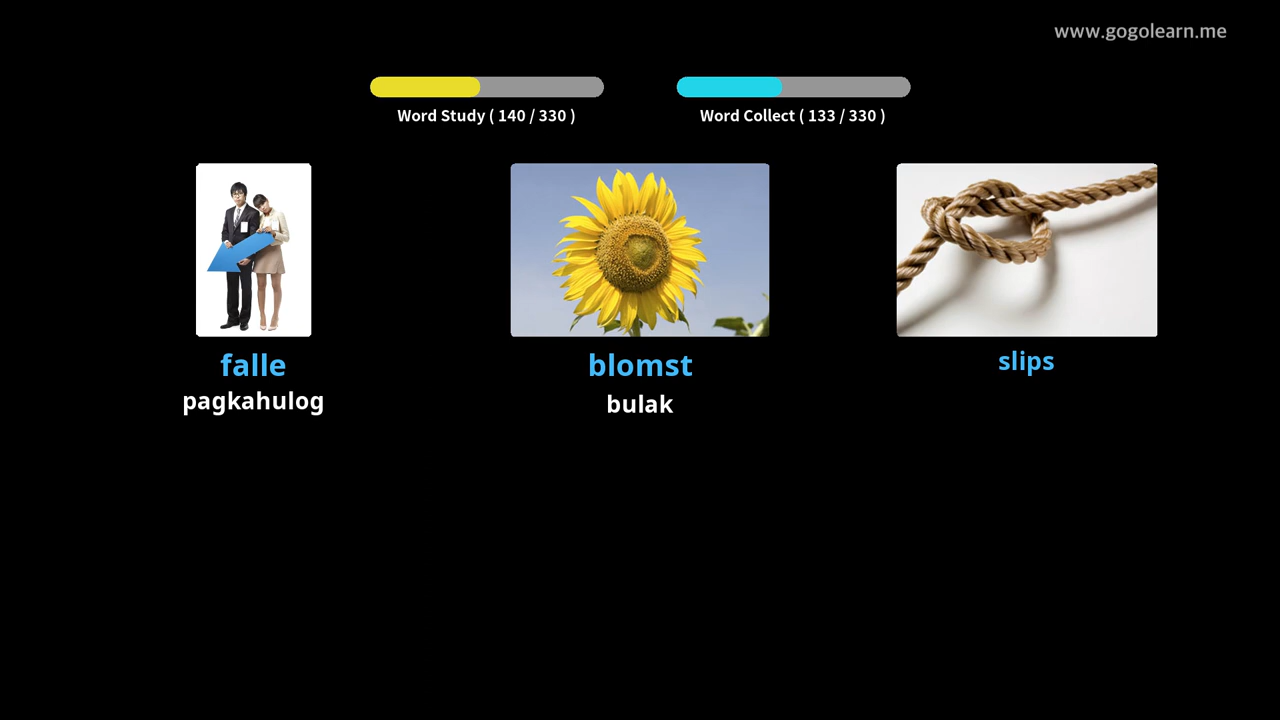 www.gogolearn.me
Word Study ( 140 / 330 )
Word Collect ( 133 / 330 )
falle
pagkahulog
blomst
bulak
slips